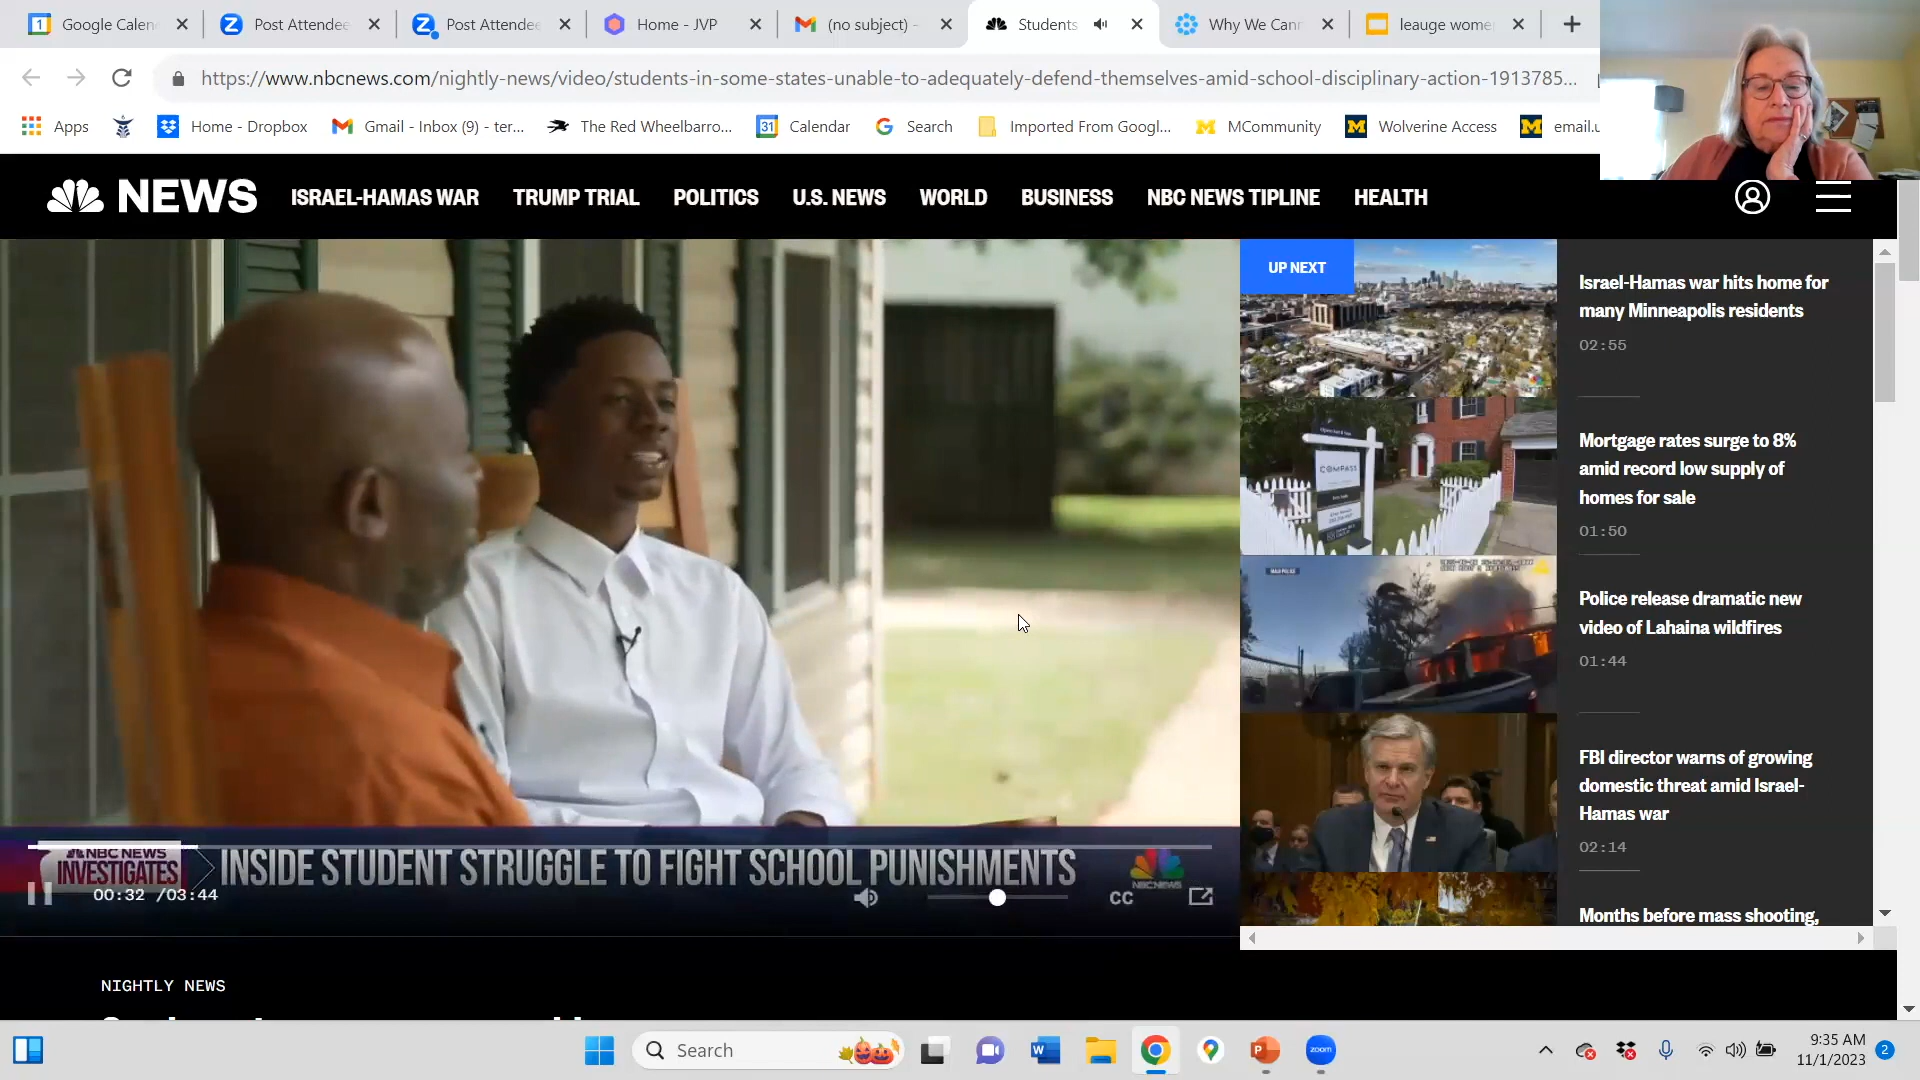 Google Calen
Post Attendee
Post Attende
Home - JVP
(no subject) -
Students
Why We Cann
leauge wome
https://www.nbcnews.com/nightly-news/video/students-in-some-states-unable-to-adequately-defend-themselves-amid-school-disciplinary-action-1913785...
Apps
Home - Dropbox
Gmail - Inbox (9) - ter...
The Red Wheelbarro...
Calendar
Search
Imported From Googl...
MCommunity
Wolverine Access
email.u
NEWS
ISRAEL-HAMAS WAR
TRUMP TRIAL
POLITICS
U.S. NEWS
WORLD
BUSINESS
NBC NEWS TIPLINE
HEALTH
UP NEXT
Israel-Hamas war hits home for
many Minneapolis residents
02:55
COMPASS
Mortgage rates surge to 8%
amid record low supply of
homes for sale
01:50
Police release dramatic new
video of Lahaina wildfires
01:44
FBI director warns of growing
domestic threat amid Israel-
Hamas war
02:14
Months before mass shooting,
NBC NEWS
INVESTIGATES
INSIDE STUDENT STRUGGLE TO FIGHT SCHOOL PUNISHMENTS
NBC NEWS
00:32 /03:44
CC
NIGHTLY NEWS
Search
zoom
9:35 AM
11/1/2023
2